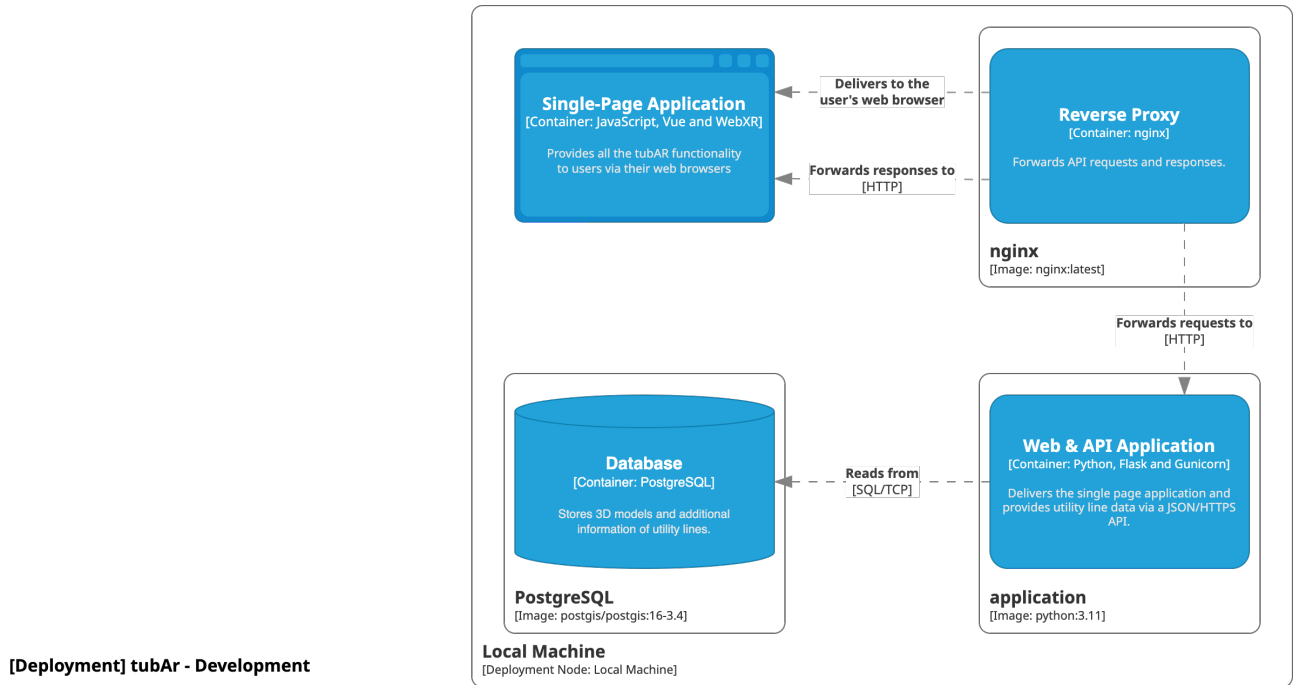 Single-Page Application
[Container: JavaScript, Vue and WebXR]
Provides all the tubAR functionality
to users via their web browsers
Delivers to the
user's web browser
Forwards responses to
[HTTP]
Reverse Proxy
[Container: nginx]
Forwards API requests and responses.
nginx
[Image: nginx:latest]
Forwards requests to
[HTTP]
Database
[Container: PostgreSQL]
Stores 3D models and additional
information of utility lines.
PostgreSQL
[Image: postgis/postgis:16-3.4]
Reads from
[SQL/TCP]
Web & API Application
[Container: Python, Flask and Gunicorn]
Delivers the single page application and
provides utility line data via a JSON/HTTPS
API.
application
[Image: python:3.11]
Local Machine
[Deployment Node: Local Machine]
[Deployment] tubAr - Development